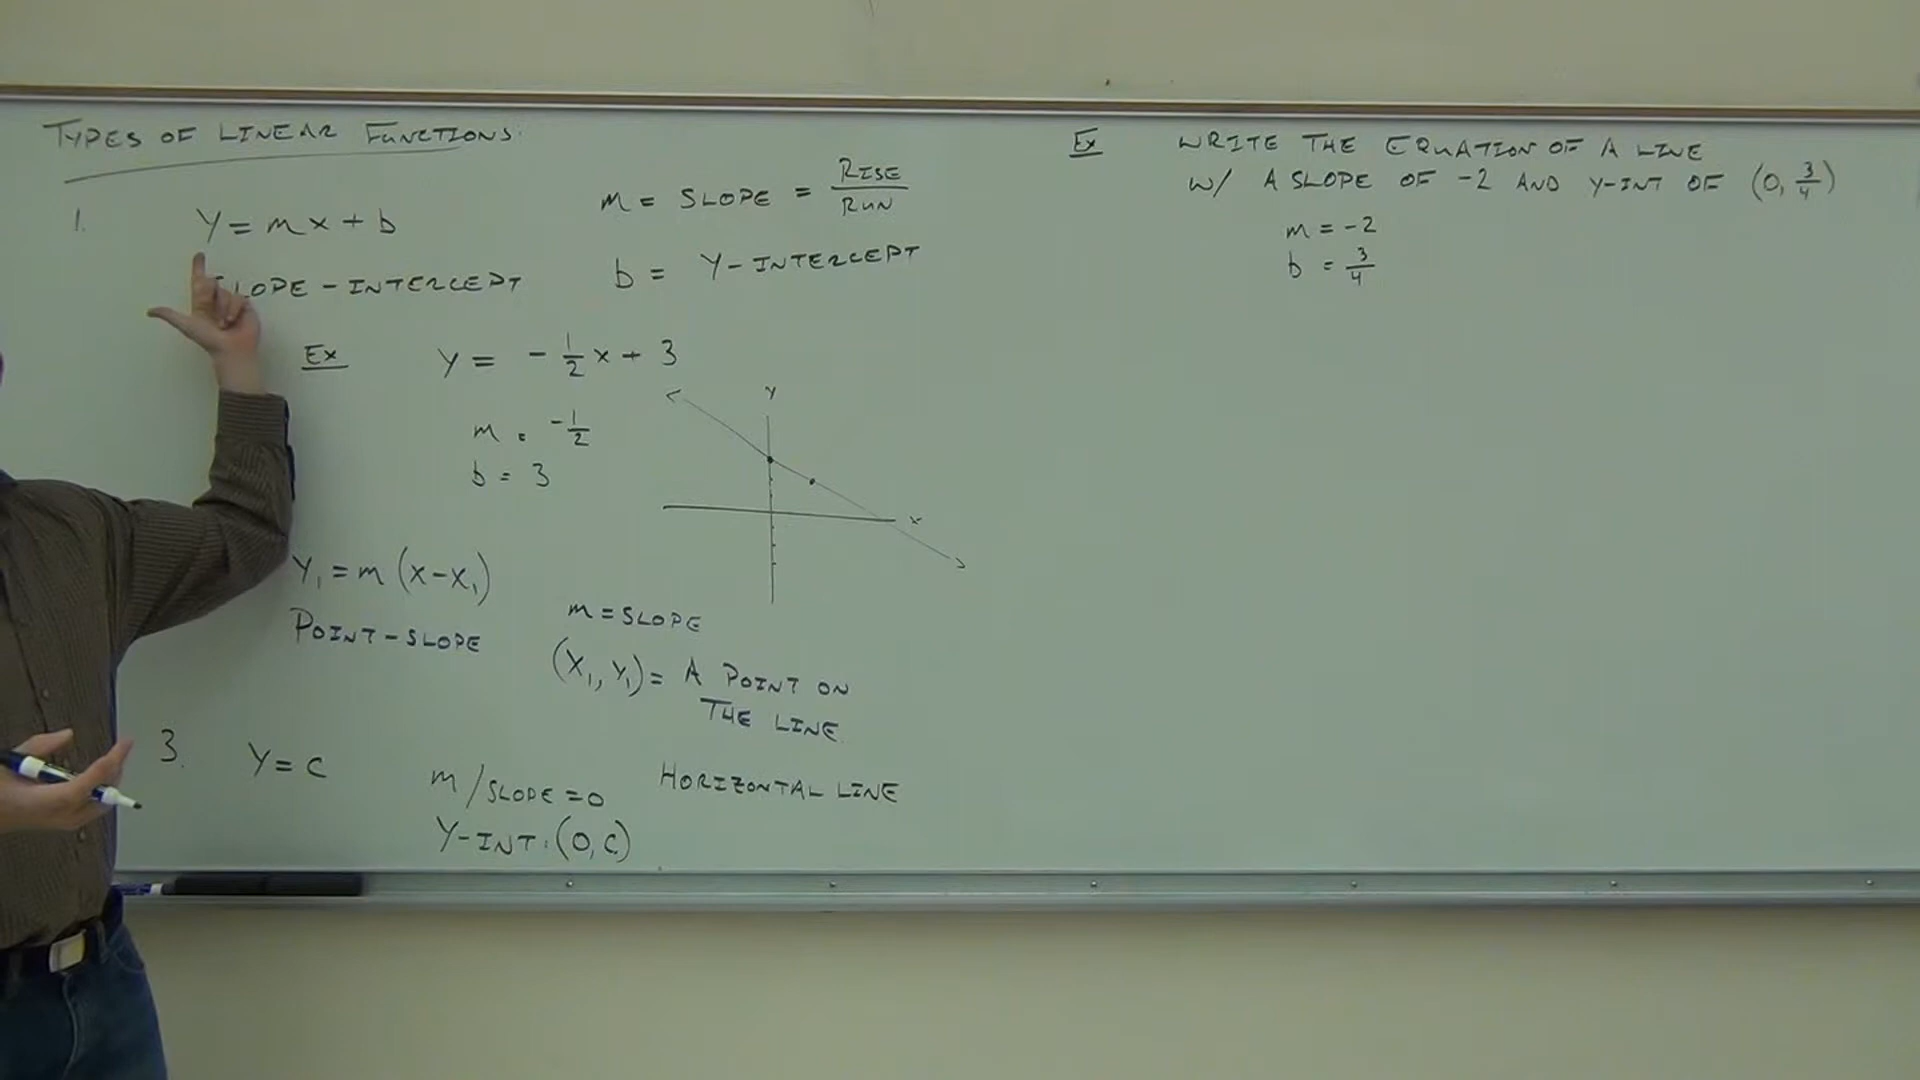 TYPES OF LINEAR FUNCTIONS:
1. Y = mx + b
SLOPE - INTERCEPT
m = SLOPE = RISE/RUN
b = Y-INTERCEPT
Ex y = -1/2 x + 3
m = -1/2
b = 3
Y
X
Y₁ = m(x-x₁)
POINT-SLOPE
m = SLOPE
(X₁, Y₁) = A POINT ON
THE LINE
3. Y = C
m/SLOPE = 0
Y-INT: (0, C)
HORIZONTAL LINE
Ex WRITE THE EQUATION OF A LINE
W/ A SLOPE OF -2 AND Y-INT OF (0, 3/4)
m = -2
b = 3/4